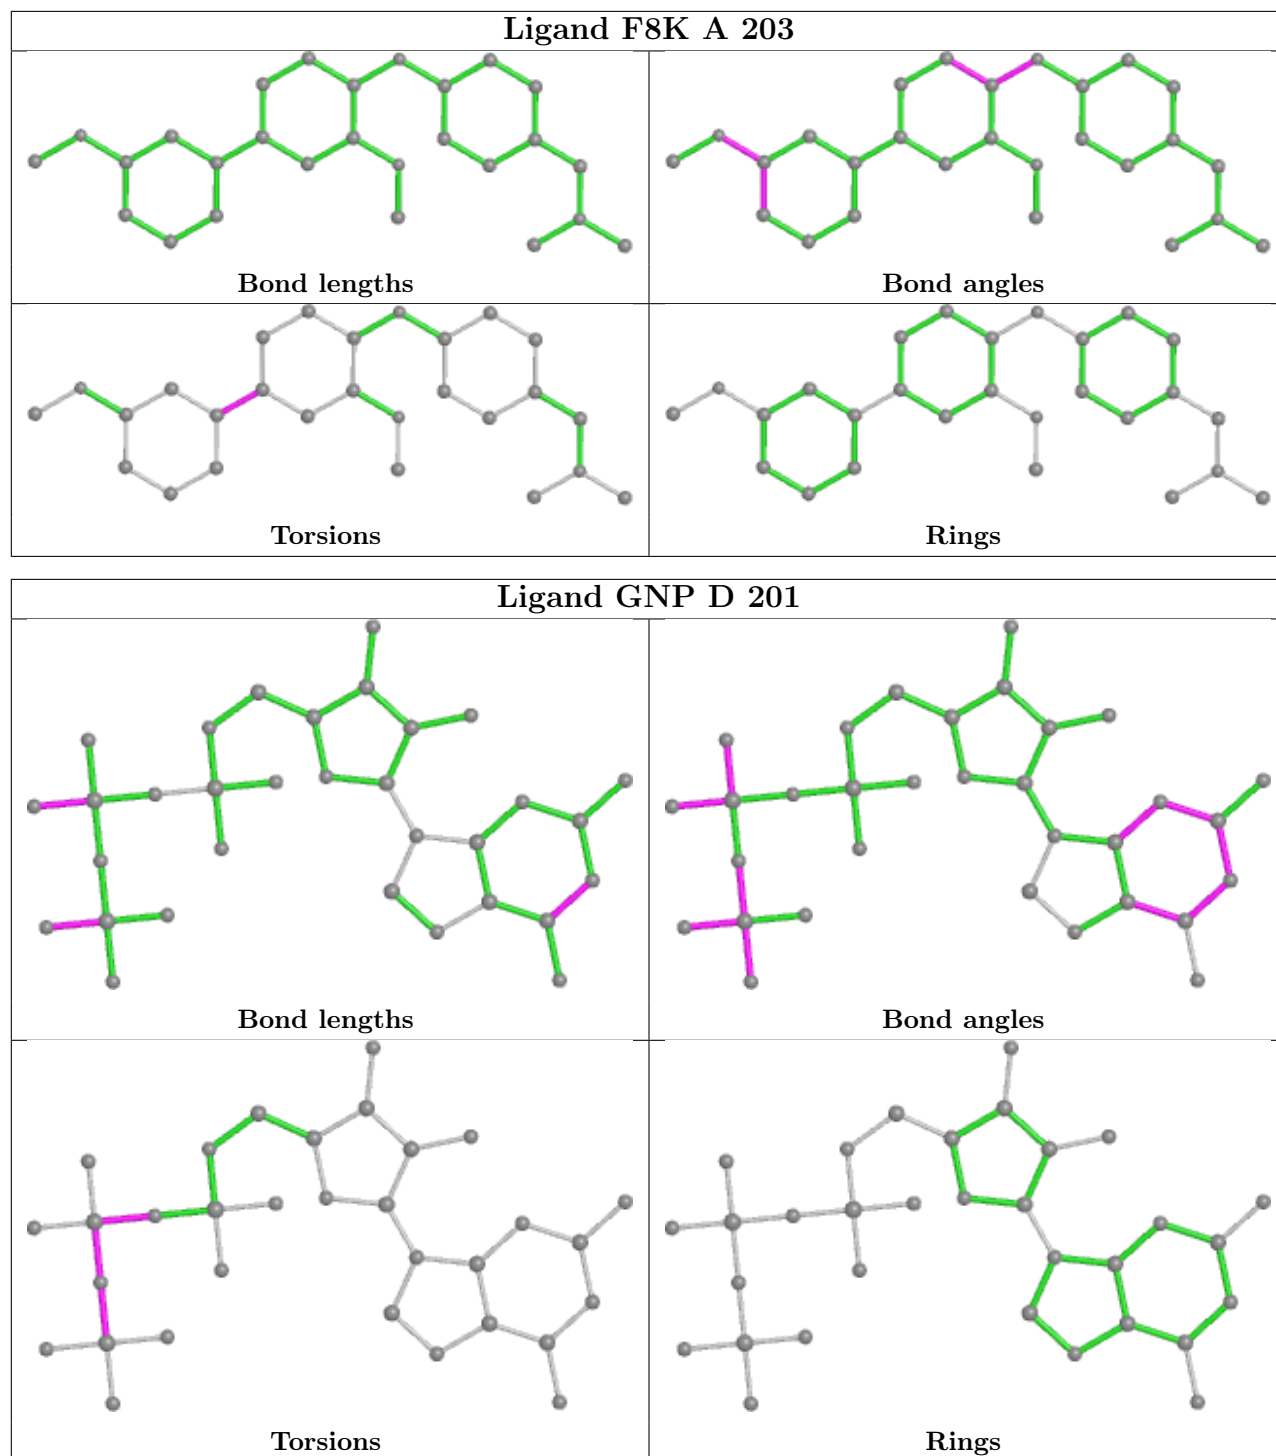 Ligand F8K A 203
Bond lengths
Bond angles
Torsions
Rings
Ligand GNP D 201
Bond lengths
Bond angles
Torsions
Rings